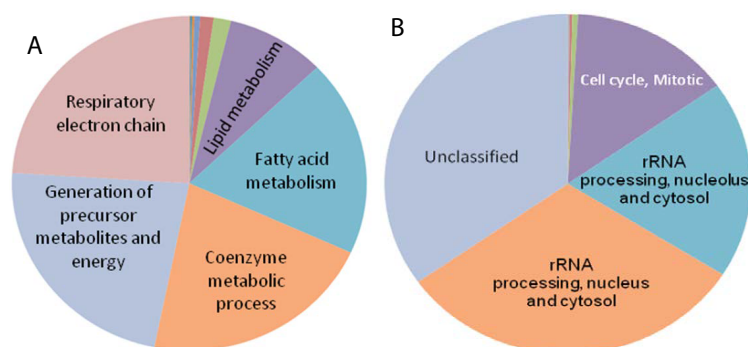 A
Respiratory
electron chain
Lipid metabolism
Fatty acid
metabolism
Generation of
precursor
metabolites and
energy
Coenzyme
metabolic
process
B
Cell cycle, Mitotic
Unclassified
rRNA
processing, nucleolus
and cytosol
rRNA
processing, nucleus
and cytosol